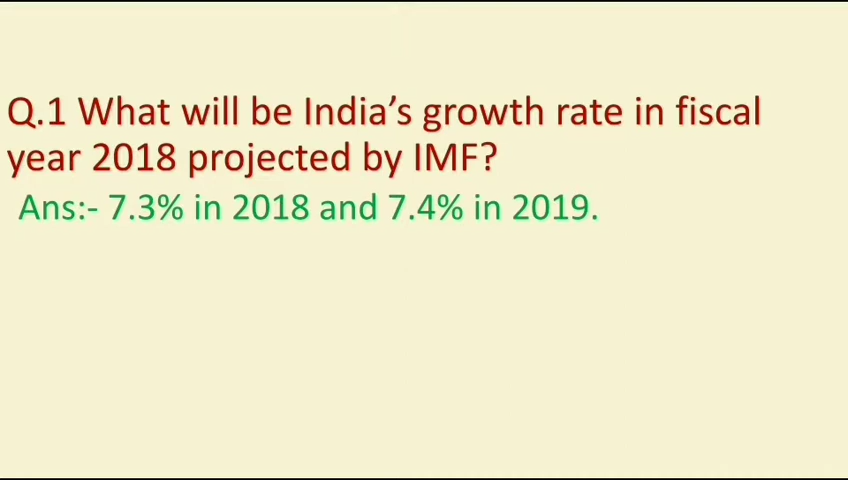 Q.1 What will be India’s growth rate in fiscal
year 2018 projected by IMF?
Ans:- 7.3% in 2018 and 7.4% in 2019.